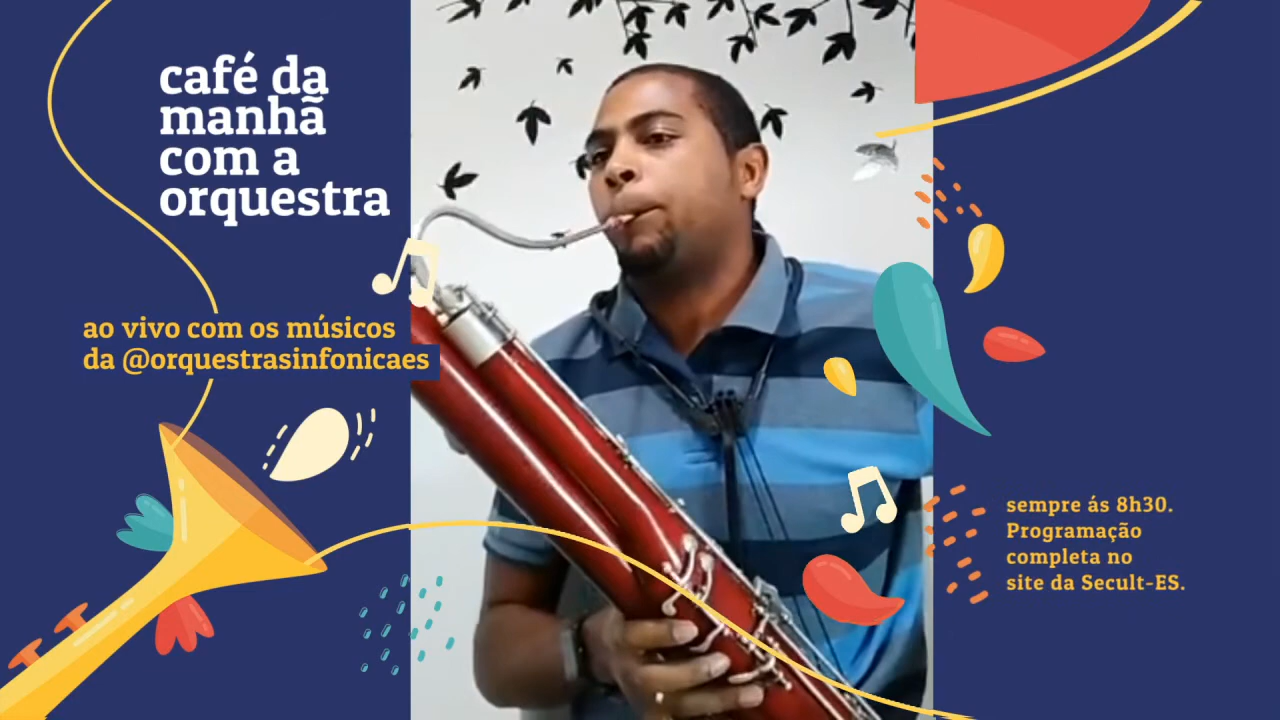 café da
manhã
com a
orquestra
ao vivo com os músicos
da @orquestrasinfonicaes
sempre ás 8h30.
Programação
completa no
site da Secult-ES.